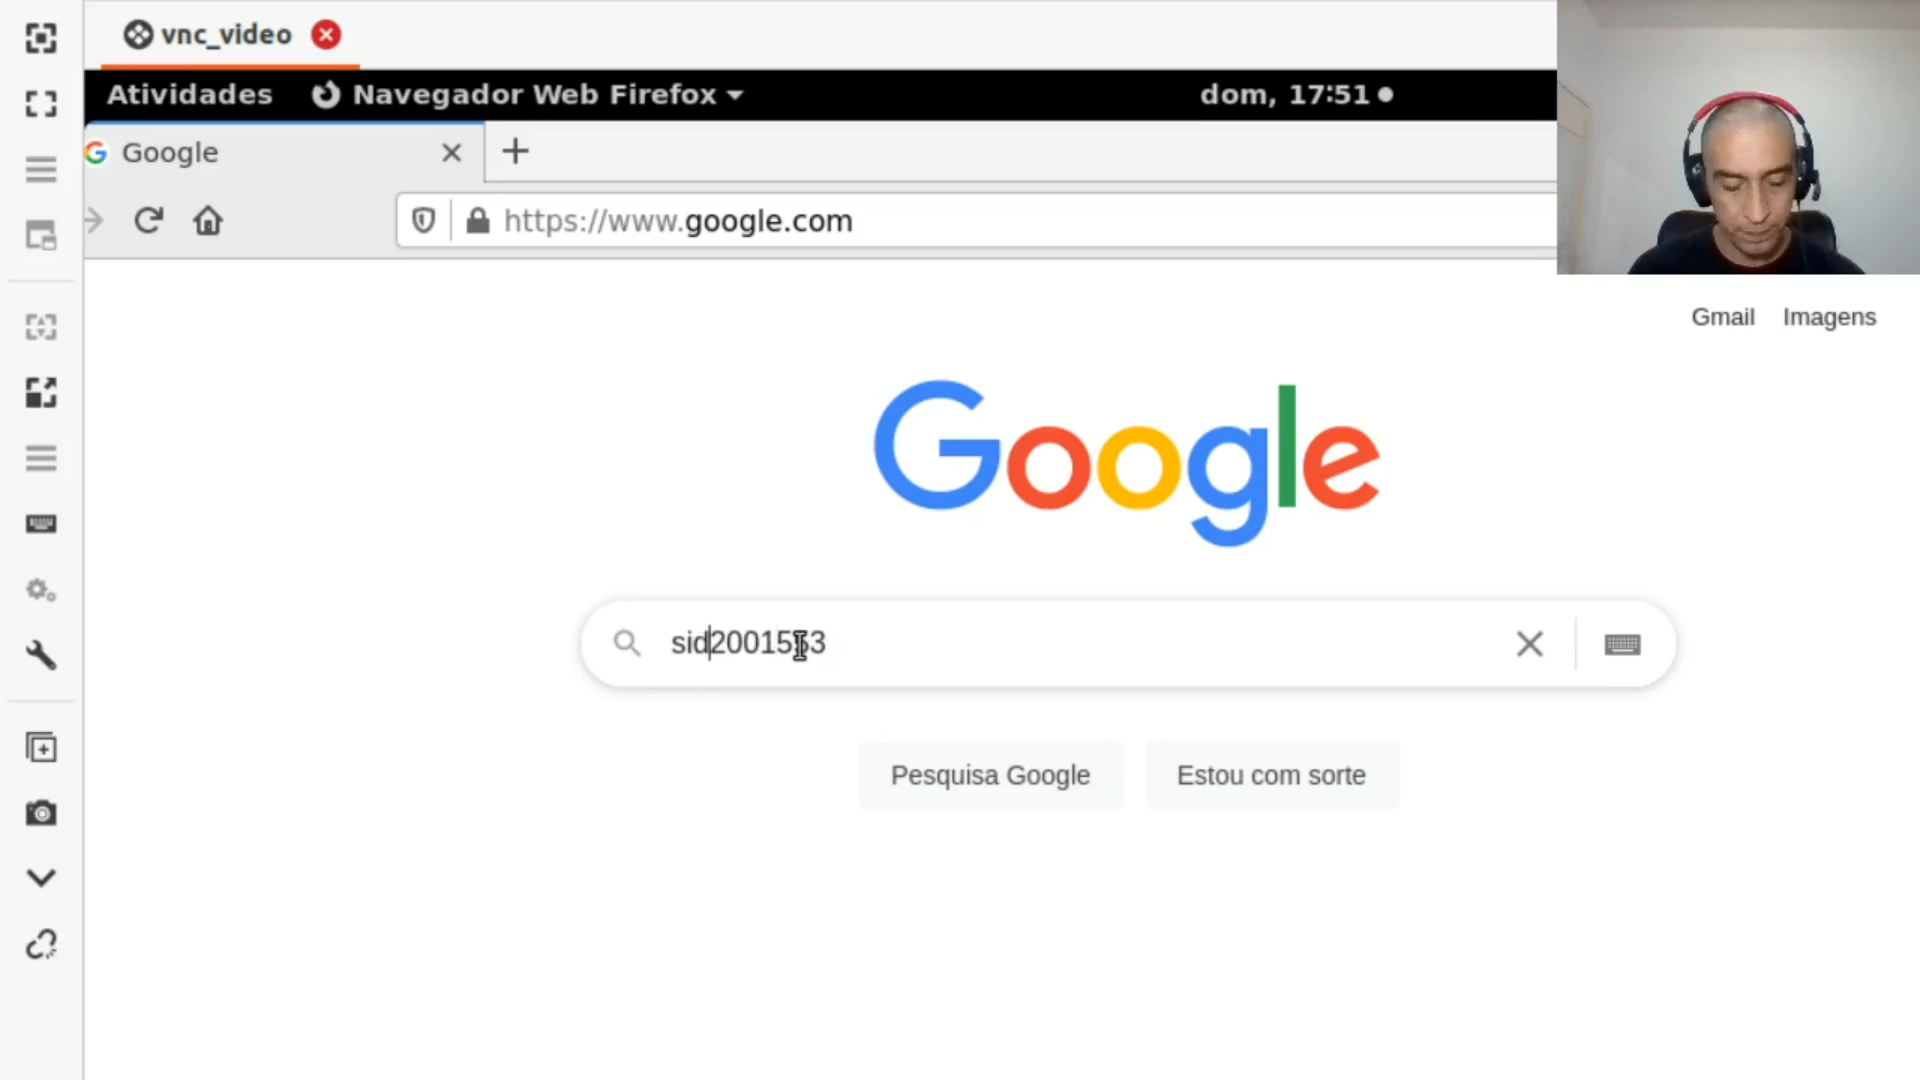 vnc_video
Atividades Navegador Web Firefox dom, 17:51
Google
https://www.google.com
Gmail Imagens
Google
Pesquisa Google Estou com sorte